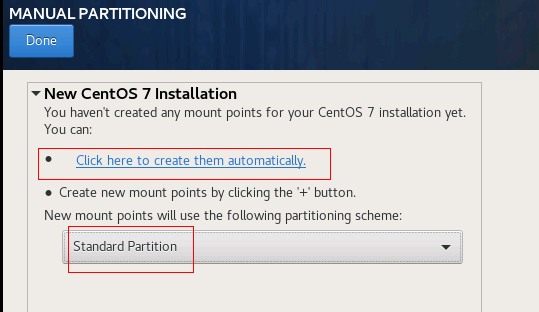 MANUAL PARTITIONING
Done
New CentOS 7 Installation
You haven't created any mount points for your CentOS 7 installation yet.
You can:
• Click here to create them automatically.
• Create new mount points by clicking the '+' button.
New mount points will use the following partitioning scheme:
Standard Partition